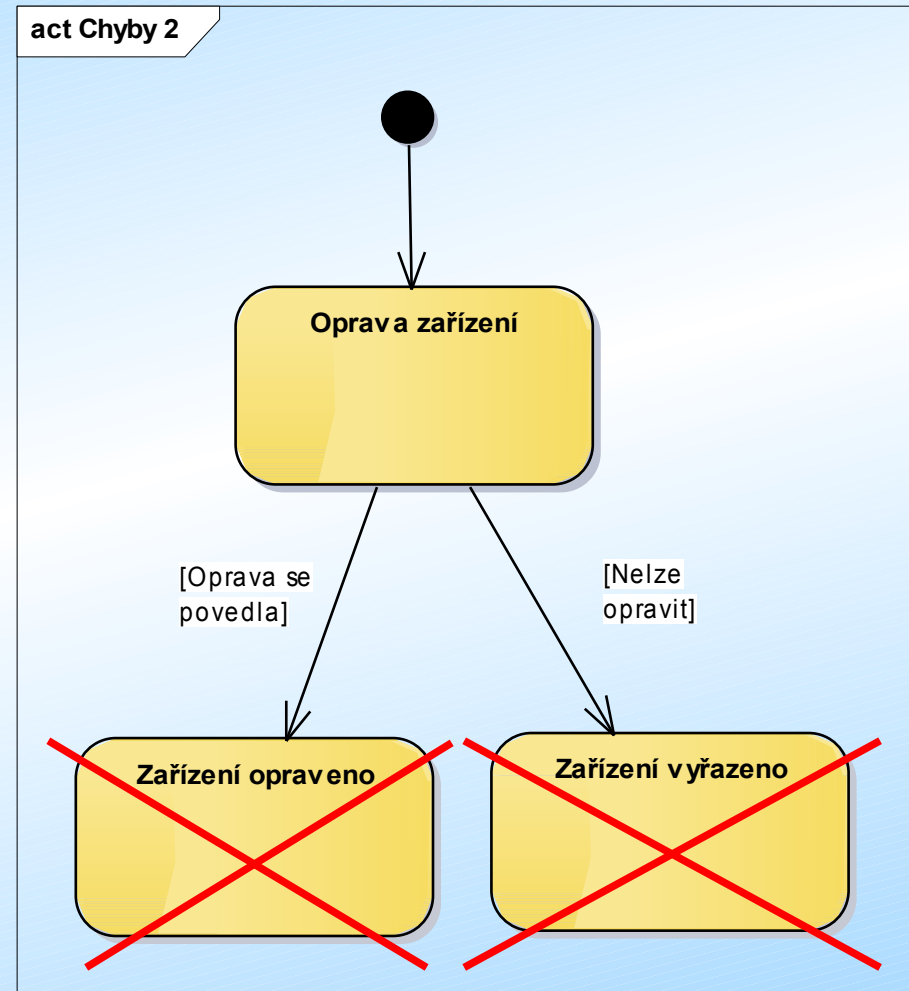 act Chyby 2
Oprava zařízení
[Oprava se
povedla]
[Nelze
opravit]
Zařízení opraveno
Zařízení vyřazeno